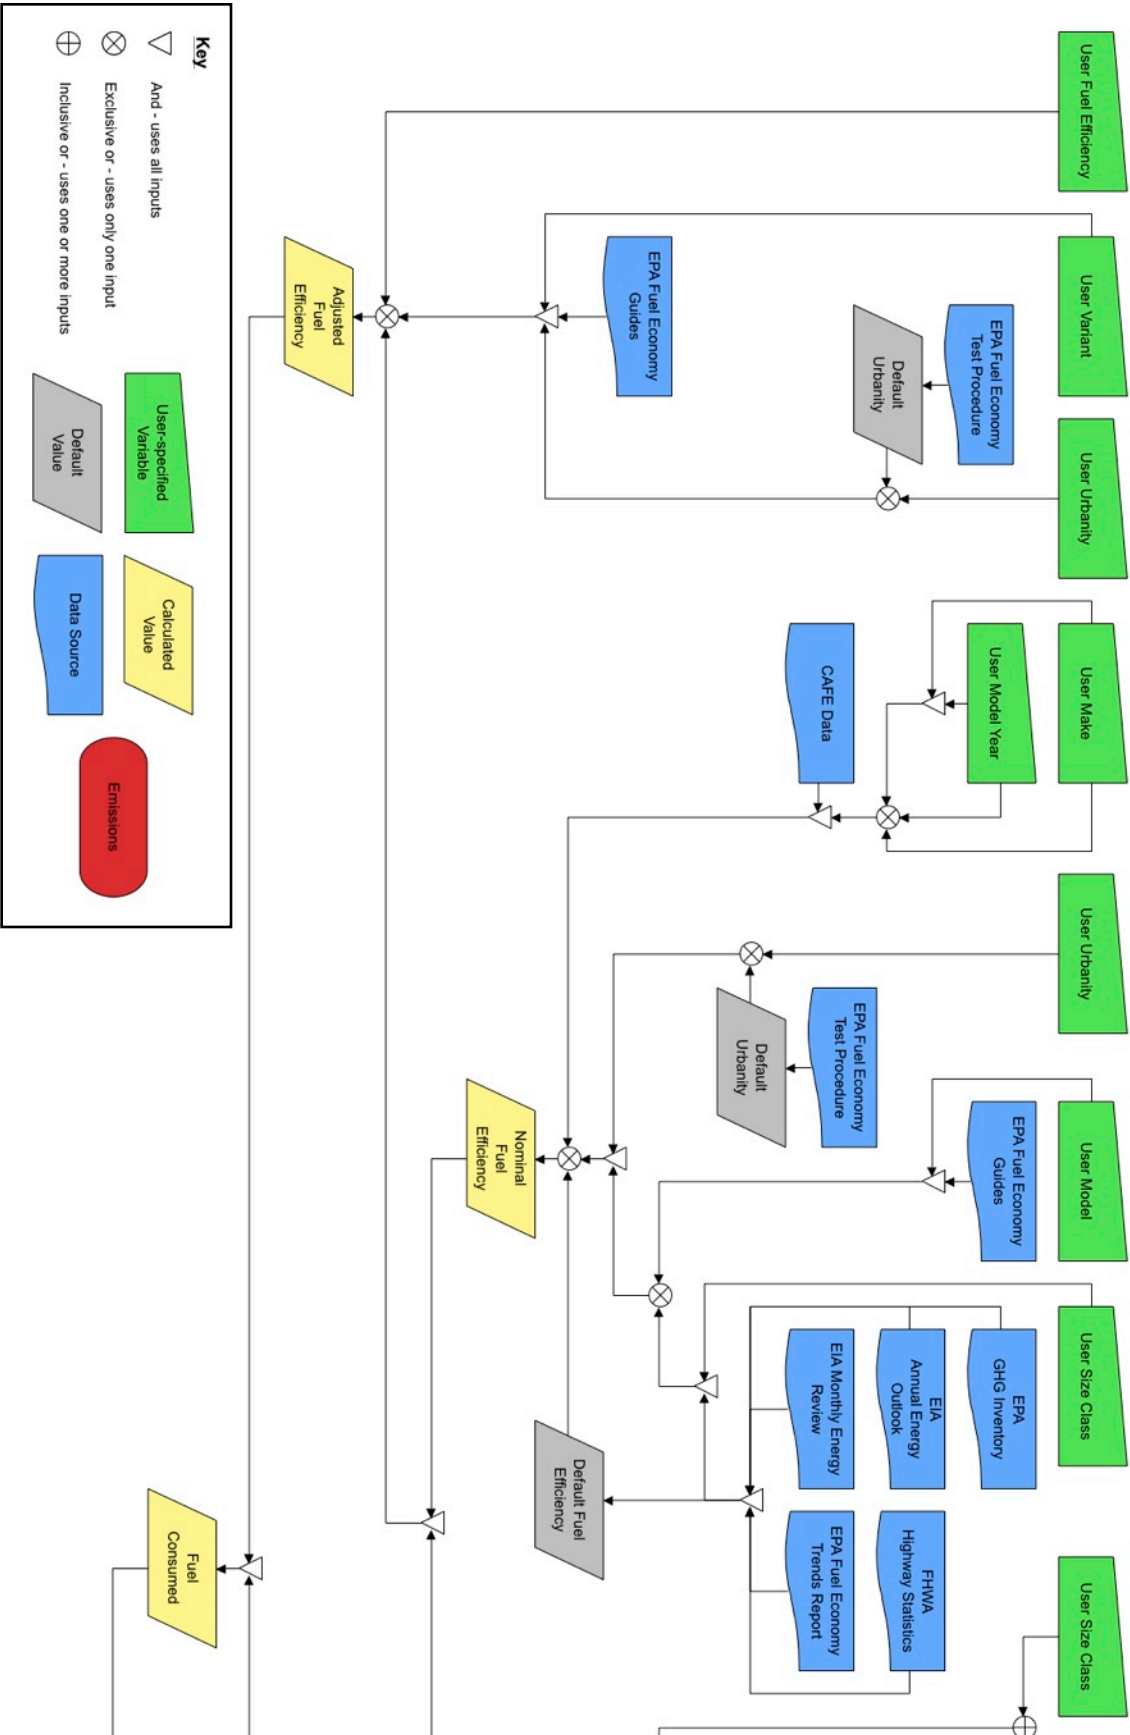 User Fuel Efficiency
User Variant
User Urbanity
User Make
User Urbanity
User Model
User Size Class
User Size Class
EPA Fuel Economy
Test Procedure
User Model Year
EPA Fuel Economy
Guides
EPA
GHG Inventory
Default
Urbanity
EIA
Annual Energy
Outlook
FHWA
Highway Statistics
CAFE Data
EPA Fuel Economy
Test Procedure
EIA Monthly Energy
Review
EPA Fuel Economy
Trends Report
Default
Urbanity
EPA Fuel Economy
Guides
Default Fuel
Efficiency
Nominal
Fuel
Efficiency
Adjusted
Fuel
Efficiency
Fuel
Consumed
Key
And - uses all inputs
Exclusive or - uses only one input
Inclusive or - uses one or more inputs
User-specified
Variable
Calculated
Value
Default
Value
Data Source
Emissions